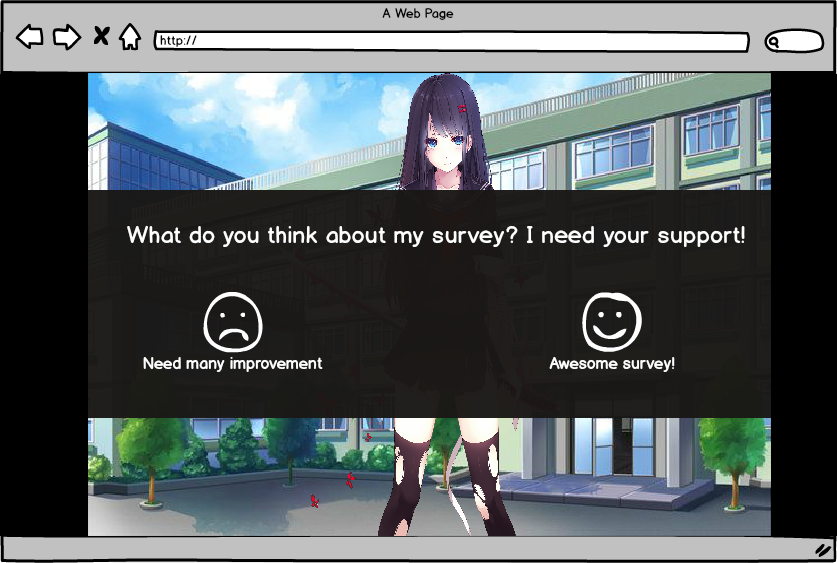 A Web Page
http://
What do you think about my survey? I need your support!
Need many improvement
Awesome survey!